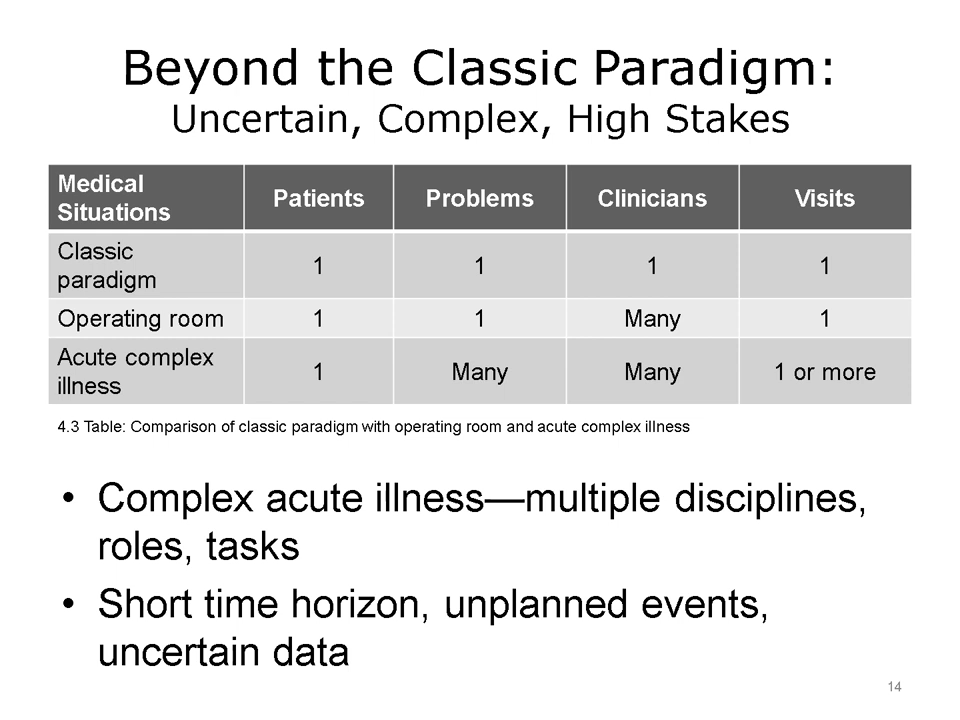 Beyond the Classic Paradigm:
Uncertain, Complex, High Stakes
Medical Situations Patients Problems Clinicians Visits
Classic paradigm 1 1 1 1
Operating room 1 1 Many 1
Acute complex illness 1 Many Many 1 or more
4.3 Table: Comparison of classic paradigm with operating room and acute complex illness
• Complex acute illness—multiple disciplines,
roles, tasks
• Short time horizon, unplanned events,
uncertain data
14